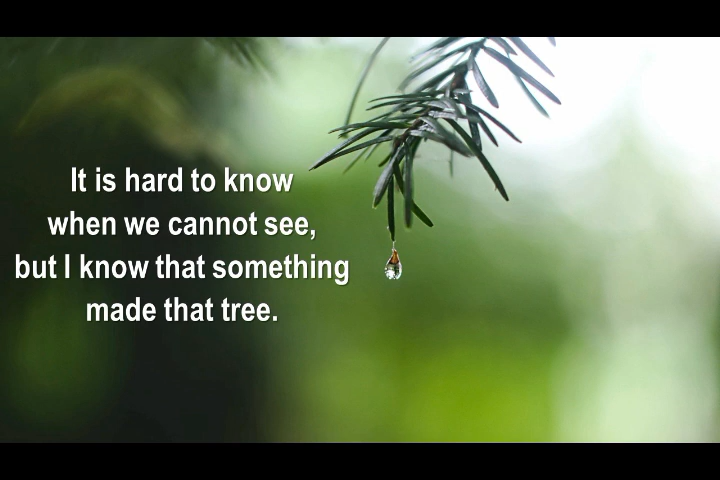 It is hard to know
when we cannot see,
but I know that something
made that tree.